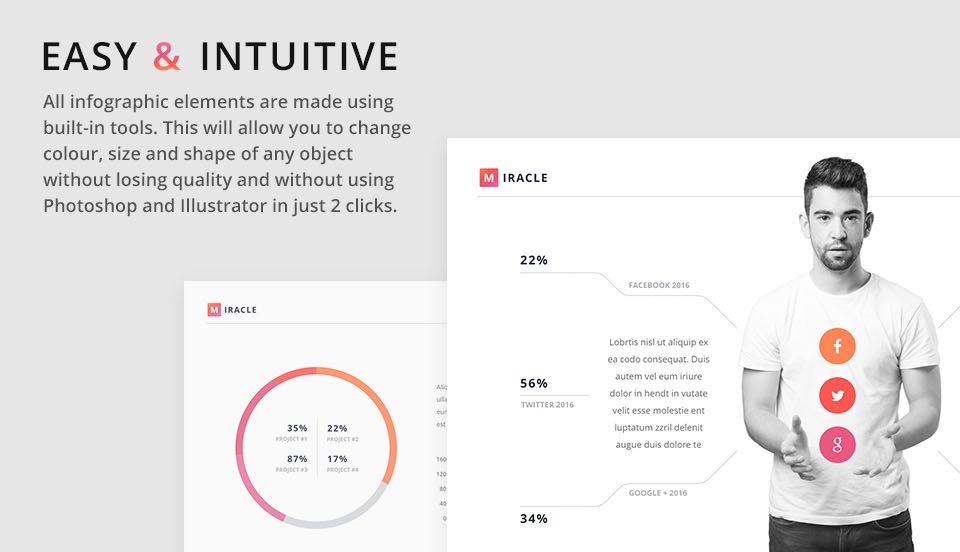 EASY & INTUITIVE
All infographic elements are made using
built-in tools. This will allow you to change
colour, size and shape of any object
without losing quality and without using
Photoshop and Illustrator in just 2 clicks.
M IRACLE
22%
FACEBOOK 2016
Lobrtis nisl ut aliquip ex
ea codo consequat. Duis
autem vel eum iriure
dolor in hendt in vutate
velit esse molestie ent
luptatum zzril delenit
augue duis dolore te
56%
TWITTER 2016
GOOGLE + 2016
34%
f
g
M IRACLE
35%
PROJECT #1
22%
PROJECT #2
87%
PROJECT #3
17%
PROJECT #4
Aliq
ulla
eur
est
160
120
80
40
0